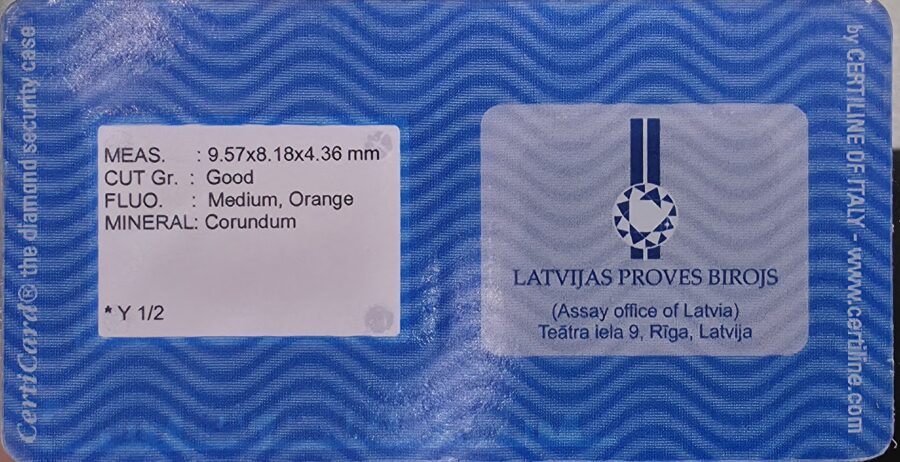 CertiCard® the diamond security case
MEAS. : 9.57x8.18x4.36 mm
CUT Gr. : Good
FLUO. : Medium, Orange
MINERAL: Corundum
* Y 1/2
LATVIJAS PROVES BIROJS
(Assay office of Latvia)
Teātra iela 9, Rīga, Latvija
by CERTILINE OF ITALY - www.certiline.com